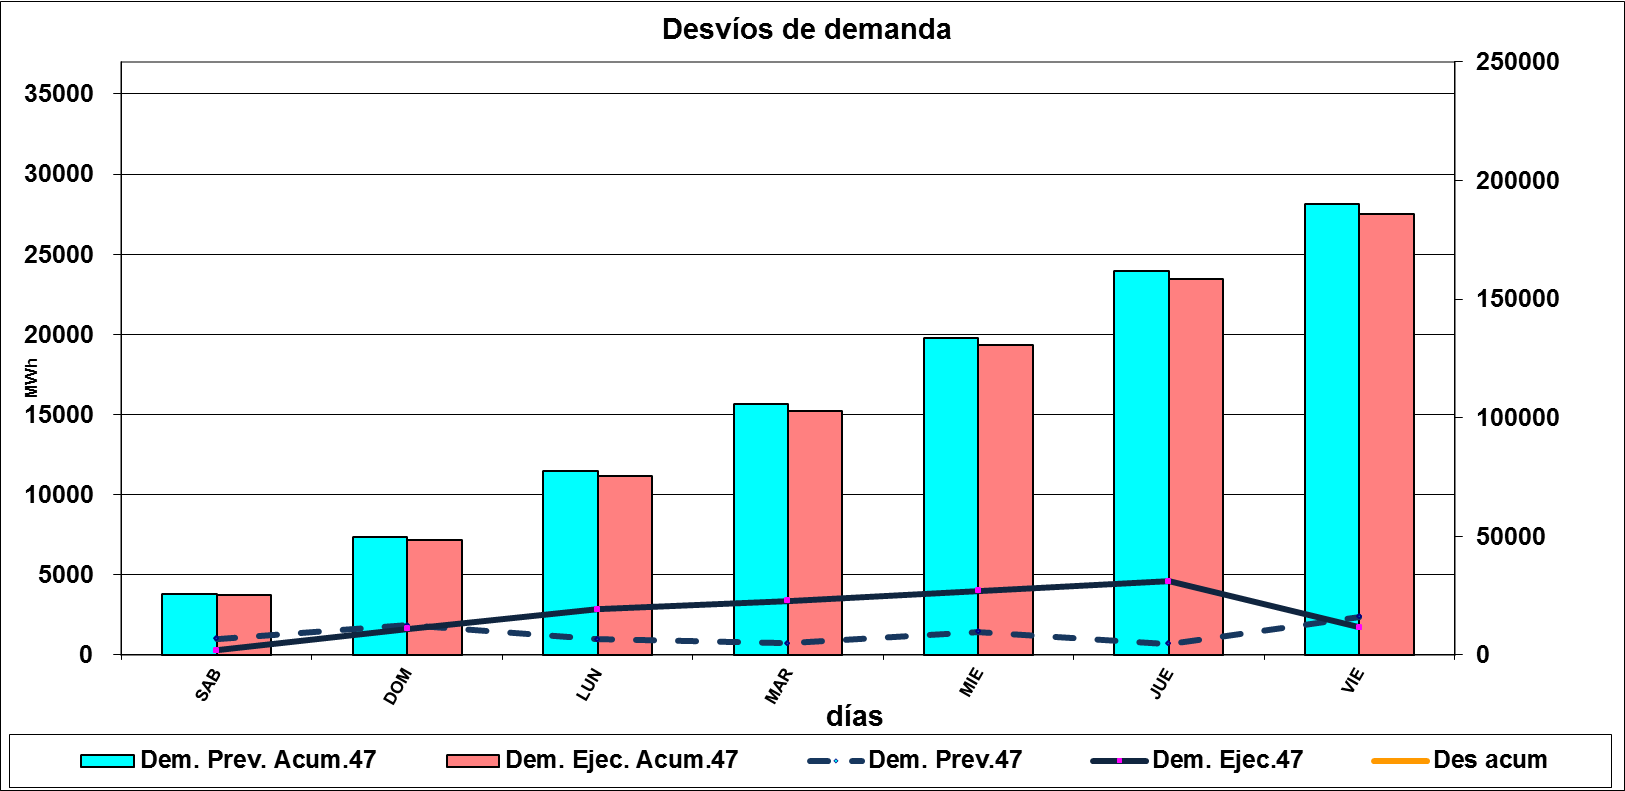 Desvíos de demanda
35000
30000
25000
20000
15000
10000
5000
0
MWh
250000
200000
150000
100000
50000
0
SAB
DOM
LUN
MAR
MIE
JUE
VIE
días
Dem. Prev. Acum.47
Dem. Ejec. Acum.47
Dem. Prev.47
Dem. Ejec.47
Des acum